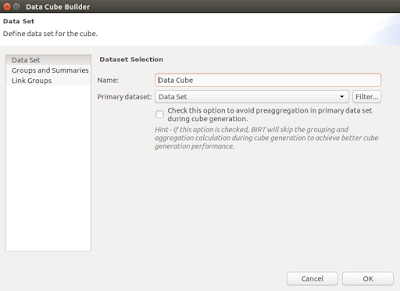 Data Cube Builder
Data Set
Define data set for the cube.
Data Set
Groups and Summaries
Link Groups
Dataset Selection
Name: Data Cube
Primary dataset: Data Set Filter...
Check this option to avoid preaggregation in primary data set
during cube generation.
Hint - If this option is checked, BIRT will skip the grouping and
aggregation calculation during cube generation to achieve better cube
generation performance.
Cancel OK